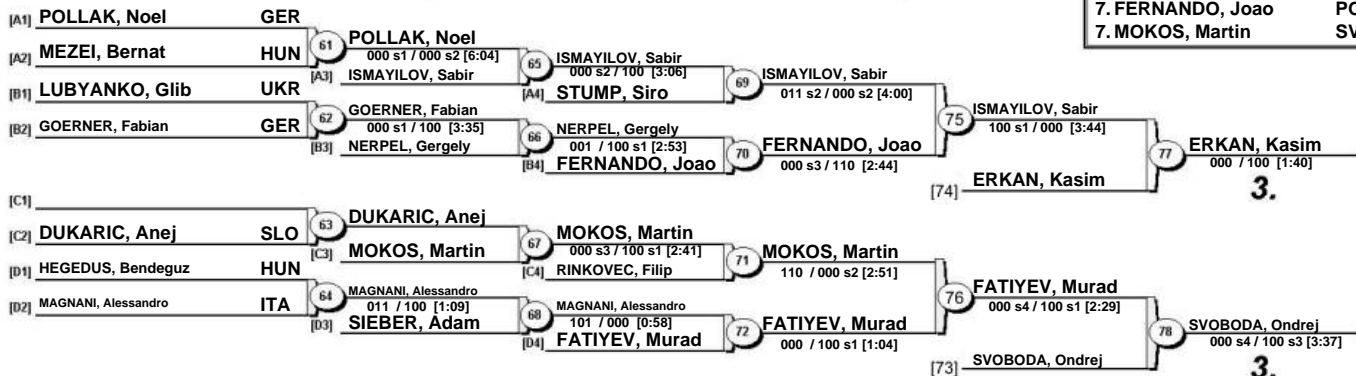 7. FERNANDO, Joao PO
7. MOKOS, Martin SV
[A1] POLLAK, Noel GER
[A2] MEZEI, Bernat HUN
61
POLLAK, Noel
000 s1 / 000 s2 [6:04]
[A3] ISMAYILOV, Sabir
[B1] LUBYANKO, Glib UKR
[B2] GOERNER, Fabian GER
62
GOERNER, Fabian
000 s1 / 100 [3:35]
[B3] NERPEL, Gergely
65
ISMAYILOV, Sabir
000 s2 / 100 [3:06]
[A4] STUMP, Siro
66
NERPEL, Gergely
001 / 100 s1 [2:53]
[B4] FERNANDO, Joao
69
ISMAYILOV, Sabir
011 s2 / 000 s2 [4:00]
70
FERNANDO, Joao
000 s3 / 110 [2:44]
75
ISMAYILOV, Sabir
100 s1 / 000 [3:44]
[74] ERKAN, Kasim
77
ERKAN, Kasim
000 / 100 [1:40]
3.
[C1]
[C2] DUKARIC, Anej SLO
63
DUKARIC, Anej
[C3] MOKOS, Martin
[D1] HEGEDUS, Bendeguz HUN
[D2] MAGNANI, Alessandro ITA
64
MAGNANI, Alessandro
011 / 100 [1:09]
[D3] SIEBER, Adam
67
MOKOS, Martin
000 s3 / 100 s1 [2:41]
[C4] RINKOVEC, Filip
68
MAGNANI, Alessandro
101 / 000 [0:58]
[D4] FATIYEV, Murad
71
MOKOS, Martin
110 / 000 s2 [2:51]
72
FATIYEV, Murad
000 / 100 s1 [1:04]
76
FATIYEV, Murad
000 s4 / 100 s1 [2:29]
[73] SVOBODA, Ondrej
78
SVOBODA, Ondrej
000 s4 / 100 s3 [3:37]
3.